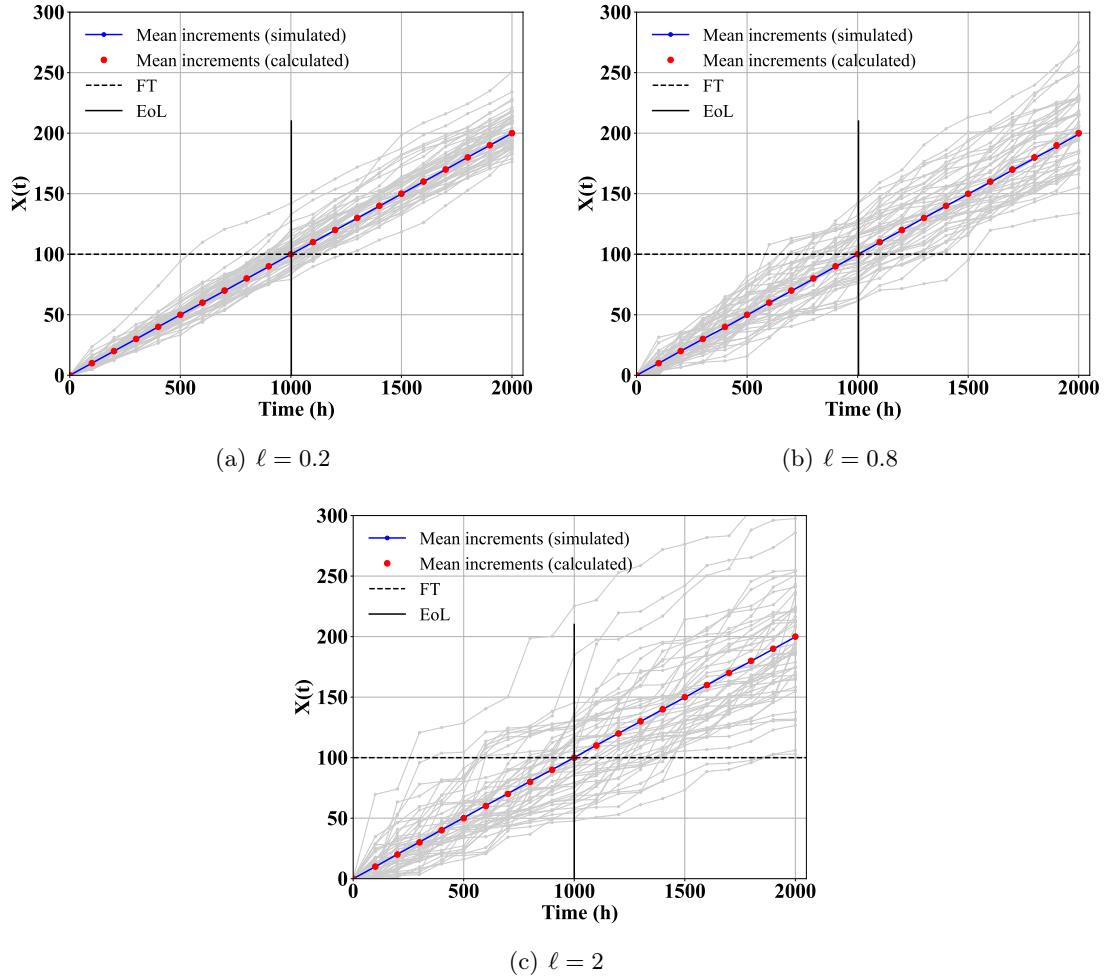 300
250
200
150
100
50
0
X(t)
Mean increments (simulated)
Mean increments (calculated)
FT
EoL
0 500 1000 1500 2000
Time (h)
(a) ℓ = 0.2
300
250
200
150
100
50
0
X(t)
Mean increments (simulated)
Mean increments (calculated)
FT
EoL
0 500 1000 1500 2000
Time (h)
(b) ℓ = 0.8
300
250
200
150
100
50
0
X(t)
Mean increments (simulated)
Mean increments (calculated)
FT
EoL
0 500 1000 1500 2000
Time (h)
(c) ℓ = 2